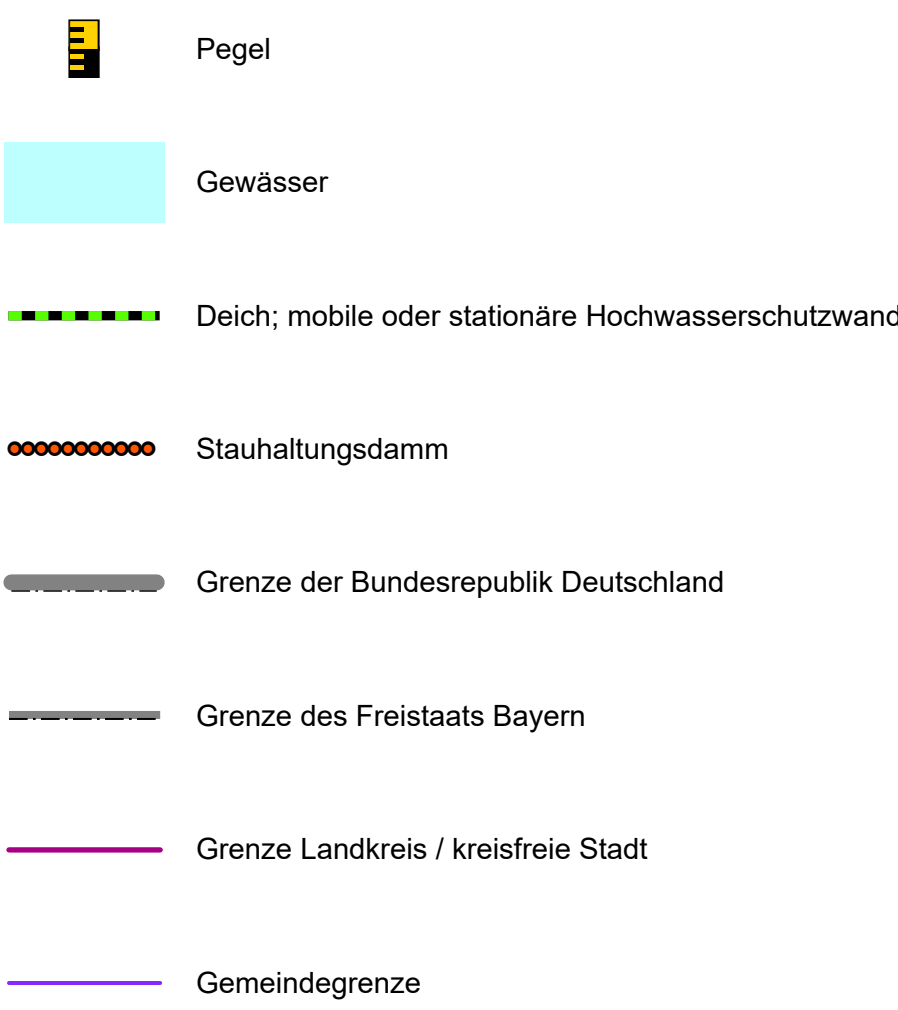 Pegel
Gewässer
Deich; mobile oder stationäre Hochwasserschutzwand
Stauhaltungsdamm
Grenze der Bundesrepublik Deutschland
Grenze des Freistaats Bayern
Grenze Landkreis / kreisfreie Stadt
Gemeindegrenze